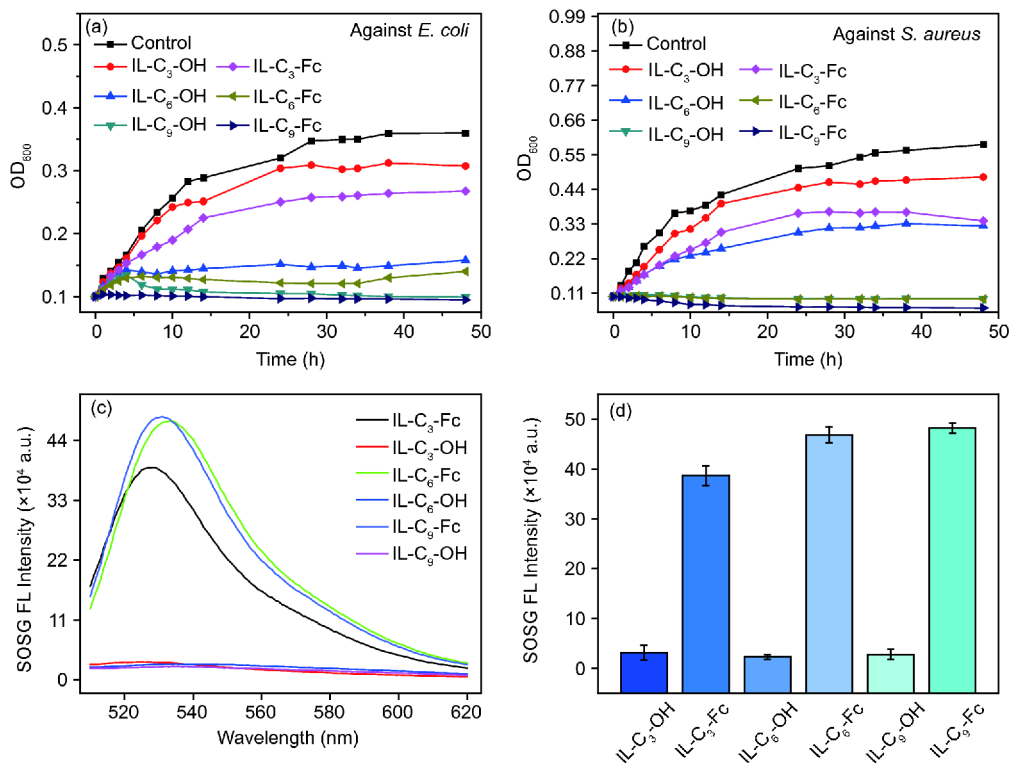 (a)
Against E. coli
Control
IL-C₃-OH
IL-C₃-Fc
IL-C₆-OH
IL-C₆-Fc
IL-C₉-OH
IL-C₉-Fc
OD₆₀₀
0.5
0.4
0.3
0.2
0.1
0 10 20 30 40 50
Time (h)
(b)
Against S. aureus
Control
IL-C₃-OH
IL-C₃-Fc
IL-C₆-OH
IL-C₆-Fc
IL-C₉-OH
IL-C₉-Fc
OD₆₀₀
0.99
0.88
0.77
0.66
0.55
0.44
0.33
0.22
0.11
0 10 20 30 40 50
Time (h)
(c)
IL-C₃-Fc
IL-C₃-OH
IL-C₆-Fc
IL-C₆-OH
IL-C₉-Fc
IL-C₉-OH
SOSG FL Intensity (×10⁴ a.u.)
44
33
22
11
0
520 540 560 580 600 620
Wavelength (nm)
(d)
SOSG FL Intensity (×10⁴ a.u.)
50
40
30
20
10
0
IL-C₃-OH
IL-C₃-Fc
IL-C₆-OH
IL-C₆-Fc
IL-C₉-OH
IL-C₉-Fc